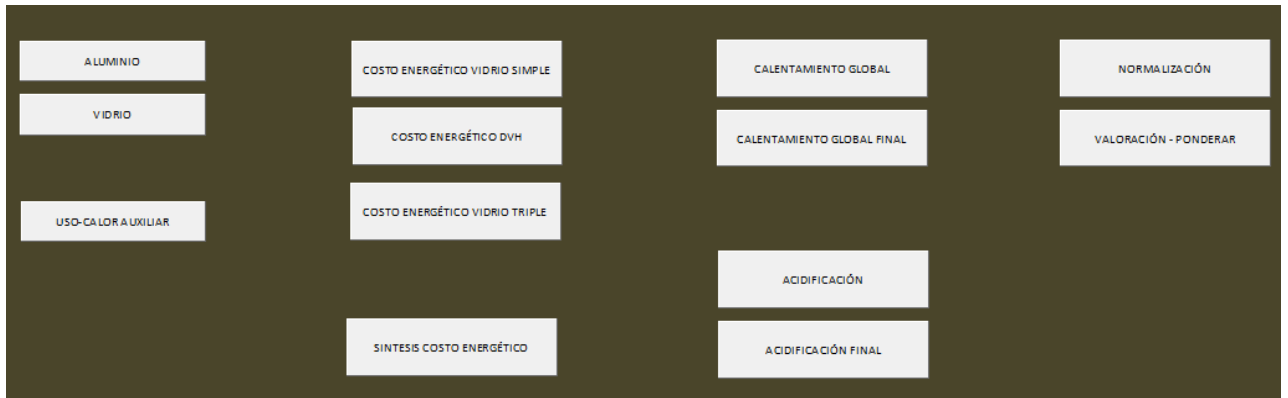 ALUMINIO
VIDRIO
USO-CALOR AUXILIAR
COSTO ENERGÉTICO VIDRIO SIMPLE
COSTO ENERGÉTICO DVH
COSTO ENERGÉTICO VIDRIO TRIPLE
SINTESIS COSTO ENERGÉTICO
CALENTAMIENTO GLOBAL
CALENTAMIENTO GLOBAL FINAL
ACIDIFICACIÓN
ACIDIFICACIÓN FINAL
NORMALIZACIÓN
VALORACIÓN - PONDERAR